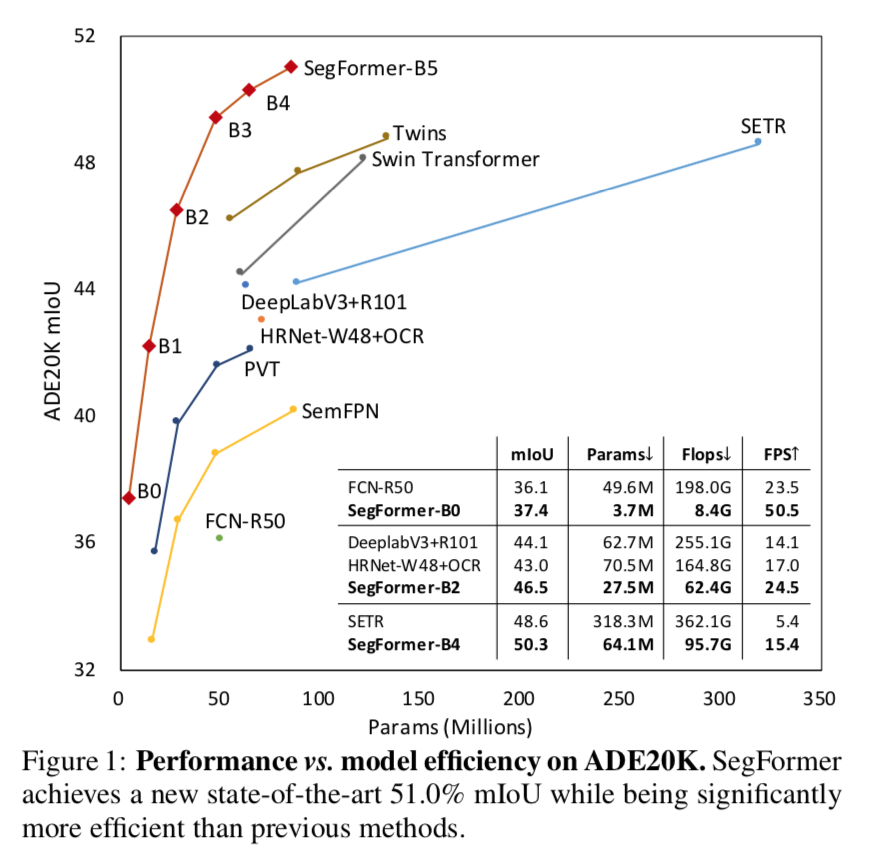 52
SegFormer-B5
B4
B3
Twins
SETR
48
Swin Transformer
B2
44
DeepLabV3+R101
HRNet-W48+OCR
B1
PVT
ADE20K mIoU
40
SemFPN
B0
FCN-R50
36
32
mIoU Params↓ Flops↓ FPS↑
FCN-R50 36.1 49.6M 198.0G 23.5
SegFormer-B0 37.4 3.7M 8.4G 50.5
DeeplabV3+R101 44.1 62.7M 255.1G 14.1
HRNet-W48+OCR 43.0 70.5M 164.8G 17.0
SegFormer-B2 46.5 27.5M 62.4G 24.5
SETR 48.6 318.3M 362.1G 5.4
SegFormer-B4 50.3 64.1M 95.7G 15.4
0 50 100 150 200 250 300 350
Params (Millions)
Figure 1: Performance vs. model efficiency on ADE20K. SegFormer
achieves a new state-of-the-art 51.0% mIoU while being significantly
more efficient than previous methods.